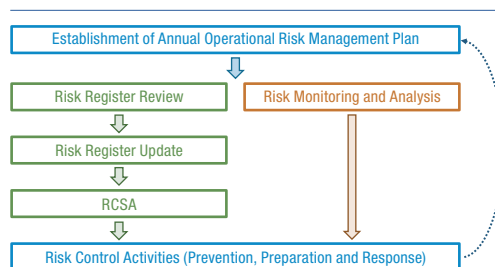 Establishment of Annual Operational Risk Management Plan
Risk Register Review
Risk Monitoring and Analysis
Risk Register Update
RCSA
Risk Control Activities (Prevention, Preparation and Response)